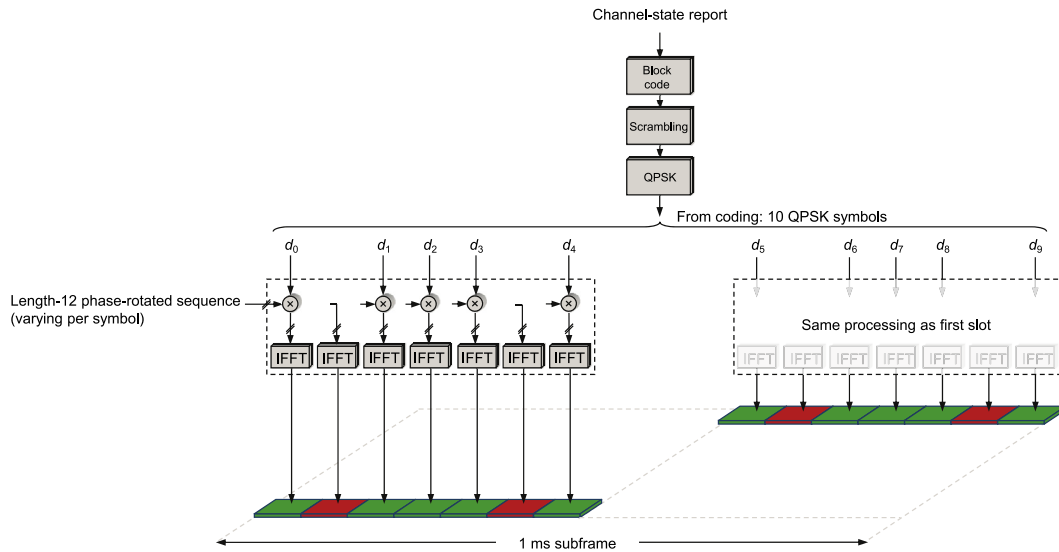 Channel-state report
Block
code
Scrambling
QPSK
From coding: 10 QPSK symbols
d0 d1 d2 d3 d4 d5 d6 d7 d8 d9
Length-12 phase-rotated sequence
(varying per symbol)
× × × × ×
Same processing as first slot
IFFT IFFT IFFT IFFT IFFT IFFT IFFT IFFT IFFT IFFT IFFT IFFT IFFT IFFT
1 ms subframe